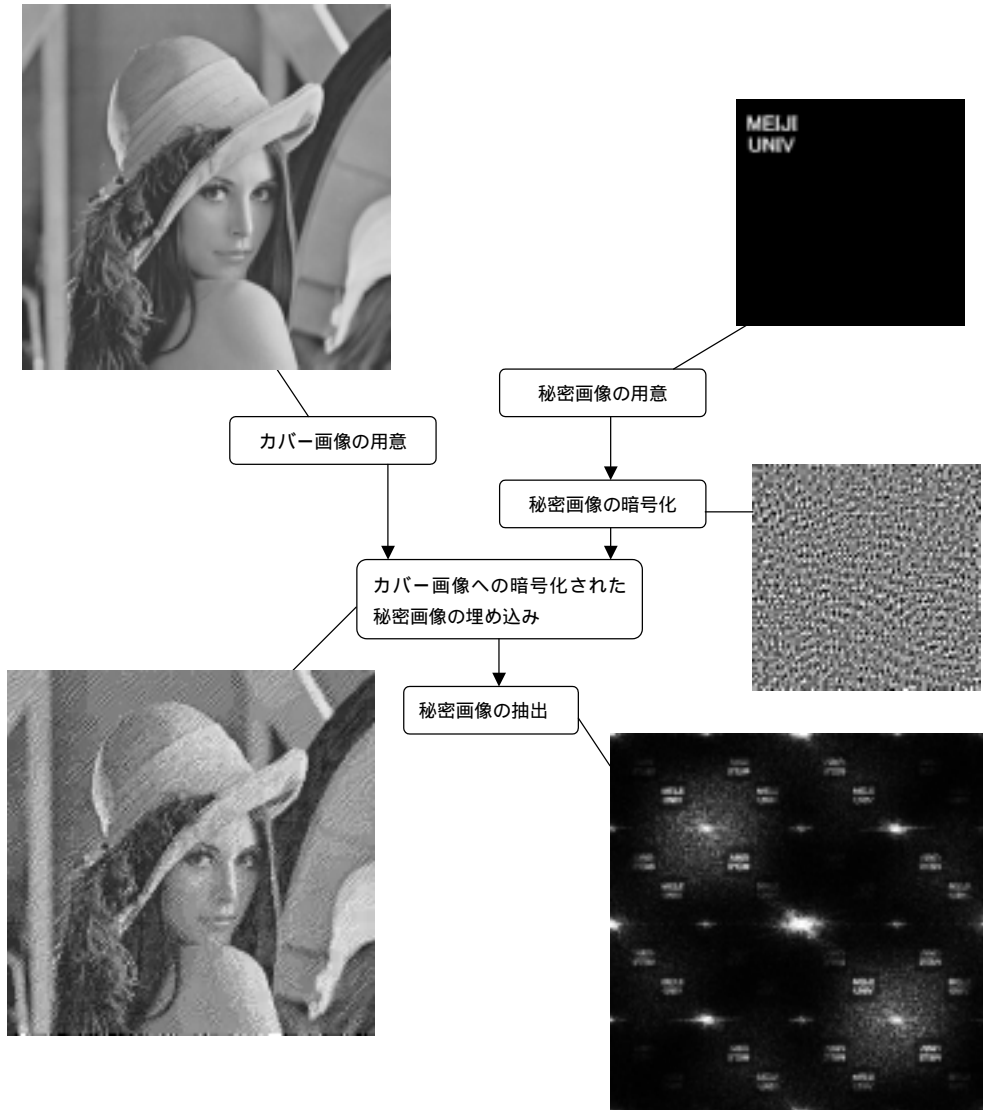 MEIJI
UNIV
秘密画像の用意
カバー画像の用意
秘密画像の暗号化
カバー画像への暗号化された
秘密画像の埋め込み
秘密画像の抽出
MEIJI
UNIV